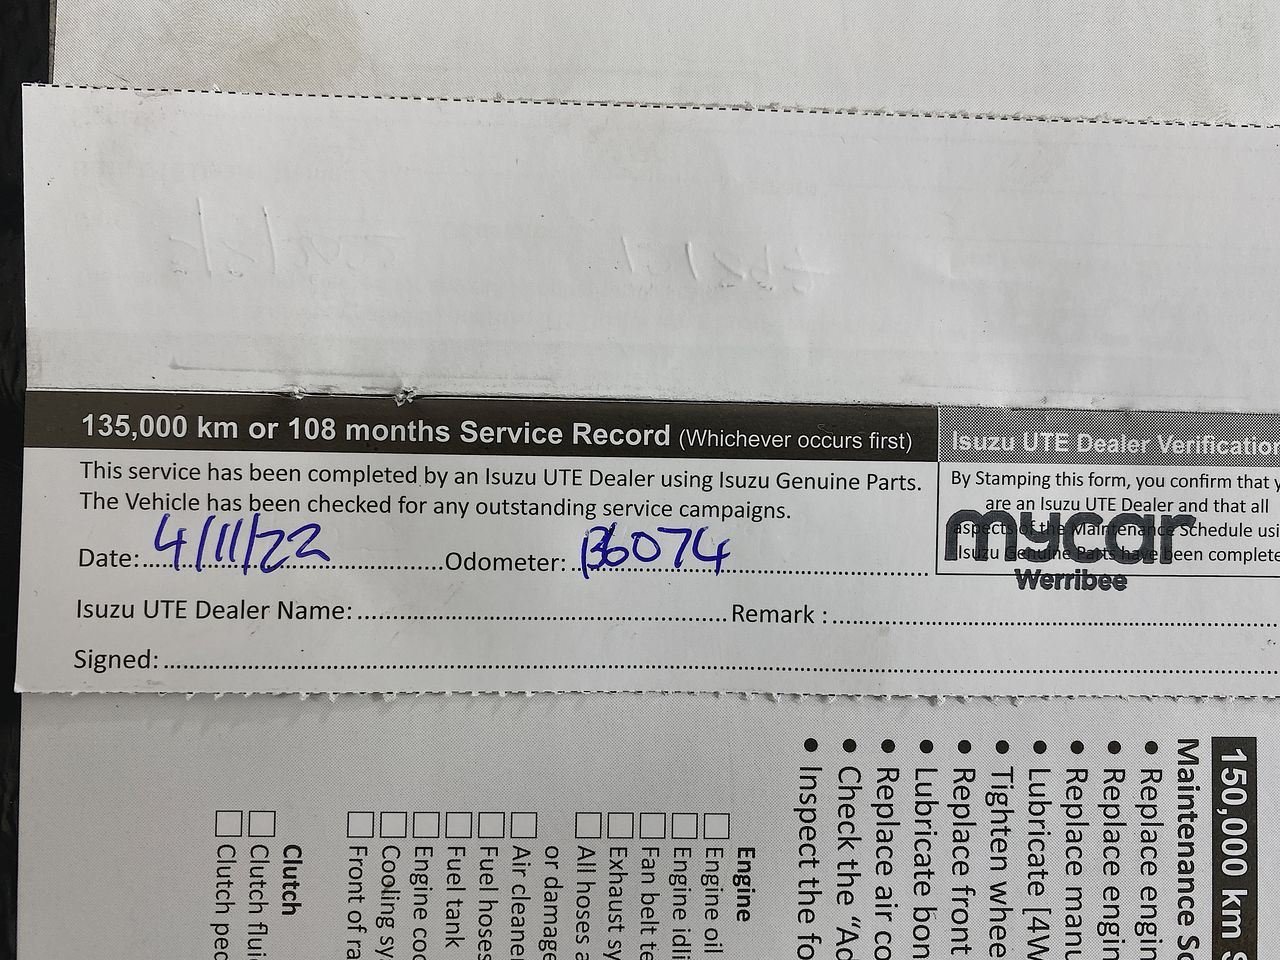 135,000 km or 108 months Service Record (Whichever occurs first)
This service has been completed by an Isuzu UTE Dealer using Isuzu Genuine Parts.
The Vehicle has been checked for any outstanding service campaigns.
Date: 4/11/22 Odometer: 136074
Isuzu UTE Dealer Name: Remark :
Signed:
Isuzu UTE Dealer Verification
By Stamping this form, you confirm that y
are an Isuzu UTE Dealer and that all
aspects of the Maintenance Schedule usi
Isuzu Genuine Parts have been complete
mycar
Werribee
150,000 km S
Maintenance Sc
• Replace engin
• Replace engin
• Replace manu
• Lubricate [4W
• Tighten whee
• Replace front
• Lubricate bon
• Replace air co
• Check the “Ad
• Inspect the fo
Engine
Engine oil
Engine idli
Fan belt te
Exhaust sy
All hoses a
or damage
Air cleaner
Fuel hoses
Fuel tank
Engine coo
Cooling sy
Front of ra
Clutch
Clutch fluid
Clutch ped